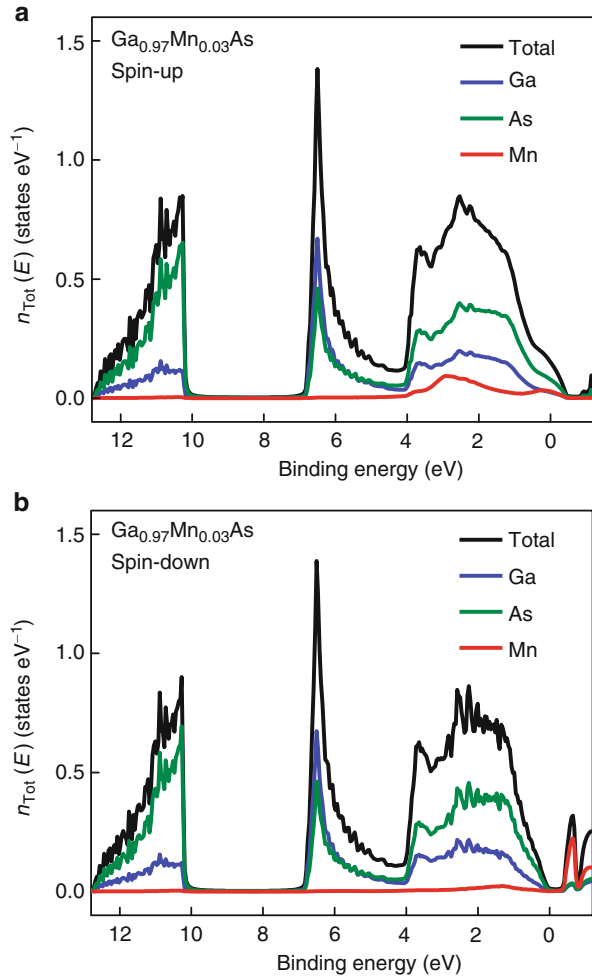 a
Ga0.97Mn0.03As
Spin-up
Total
Ga
As
Mn
1.5
1.0
0.5
0.0
nTot (E) (states eV−1)
12 10 8 6 4 2 0
Binding energy (eV)
b
Ga0.97Mn0.03As
Spin-down
Total
Ga
As
Mn
1.5
1.0
0.5
0.0
nTot (E) (states eV−1)
12 10 8 6 4 2 0
Binding energy (eV)